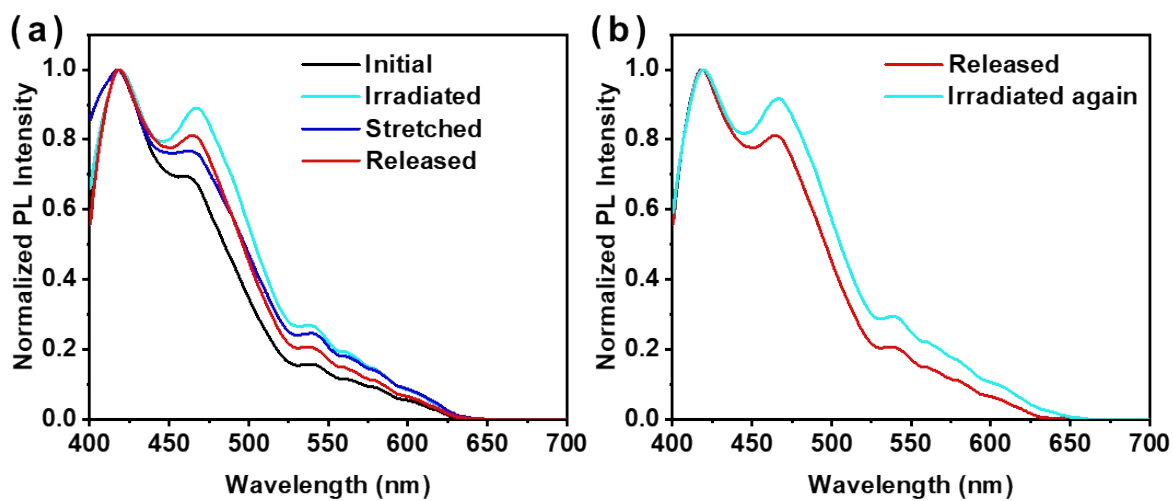 (a)
Normalized PL Intensity
1.0
0.8
0.6
0.4
0.2
0.0
Initial
Irradiated
Stretched
Released
400 450 500 550 600 650 700
Wavelength (nm)
(b)
Normalized PL Intensity
1.0
0.8
0.6
0.4
0.2
0.0
Released
Irradiated again
400 450 500 550 600 650 700
Wavelength (nm)